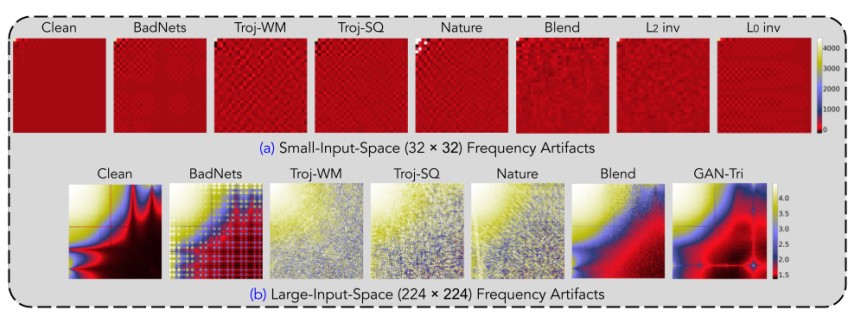 Clean BadNets Troj-WM Troj-SQ Nature Blend L2 inv L0 inv
4000
3000
2000
1000
0
(a) Small-Input-Space (32 × 32) Frequency Artifacts
Clean BadNets Troj-WM Troj-SQ Nature Blend GAN-Tri
4.0
3.5
3.0
2.5
2.0
1.5
(b) Large-Input-Space (224 × 224) Frequency Artifacts